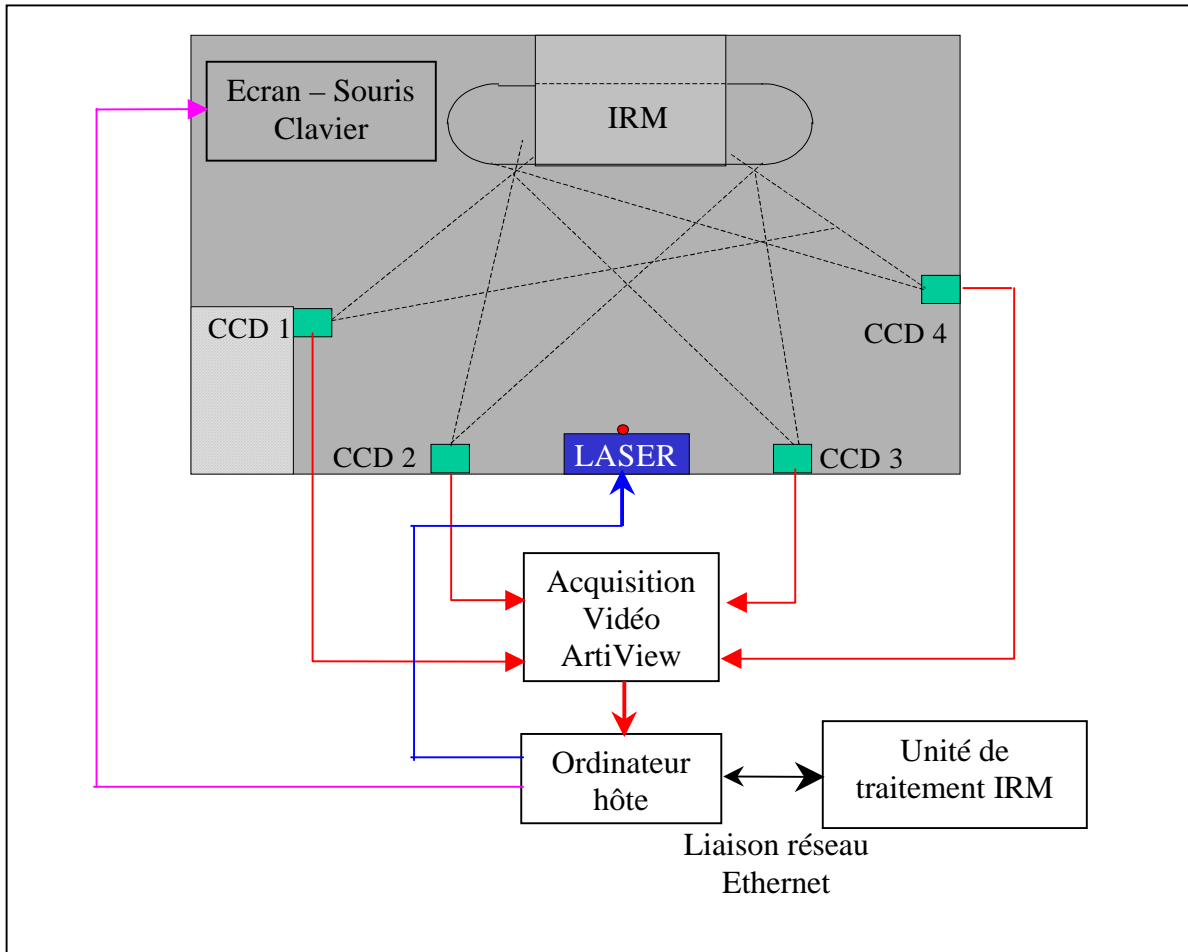 Ecran – Souris
Clavier
IRM
CCD 1
CCD 4
CCD 2
LASER
CCD 3
Acquisition
Vidéo
ArtiView
Ordinateur
hôte
Unité de
traitement IRM
Liaison réseau
Ethernet